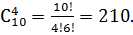 C₁₀⁴ = 10!/4!6! = 210.